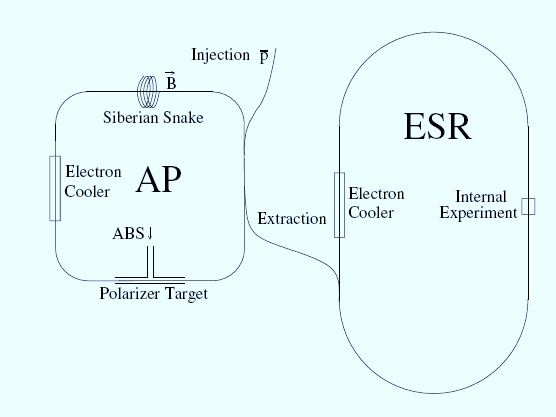 Injection p̅
B⃗
Siberian Snake
ESR
Electron
Cooler
AP
Electron
Cooler
Internal
Experiment
Extraction
ABS↓
Polarizer Target